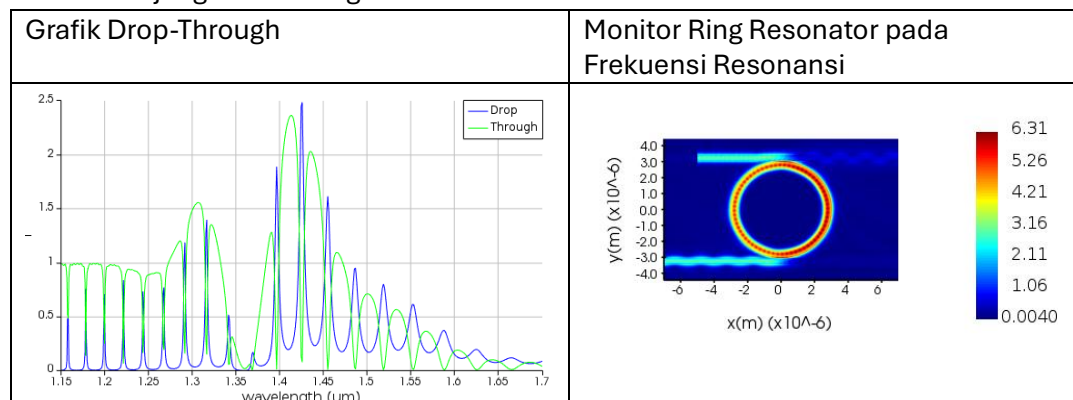 Grafik Drop-Through
Monitor Ring Resonator pada
Frekuensi Resonansi
2.5
2
1.5
1
0.5
0
Drop
Through
1.15 1.2 1.25 1.3 1.35 1.4 1.45 1.5 1.55 1.6 1.65 1.7
wavelength (um)
4.0
3.0
2.0
1.0
0.0
-1.0
-2.0
-3.0
-4.0
y(m) (x10^-6)
-6 -4 -2 0 2 4 6
x(m) (x10^-6)
6.31
5.26
4.21
3.16
2.11
1.06
0.0040